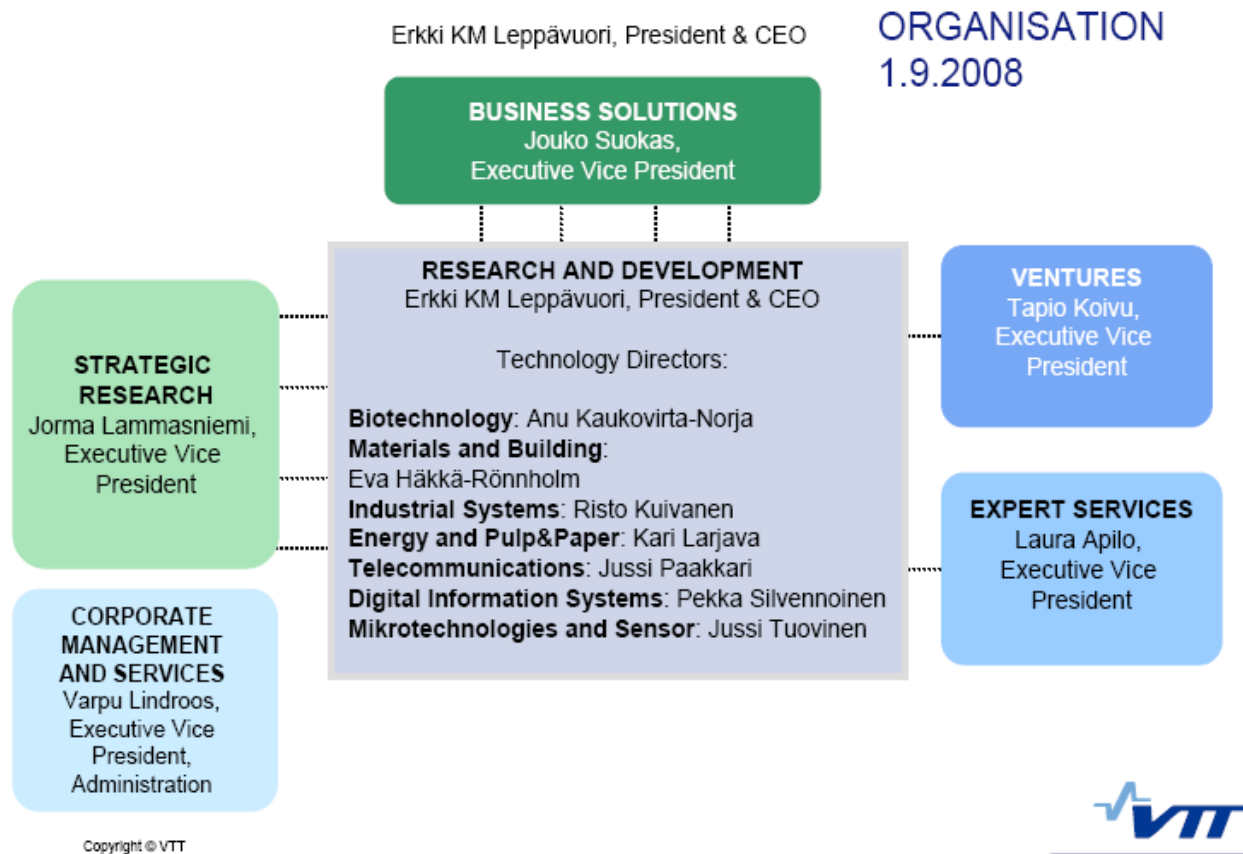 Erkki KM Leppävuori, President & CEO
ORGANISATION
1.9.2008
BUSINESS SOLUTIONS
Jouko Suokas,
Executive Vice President
RESEARCH AND DEVELOPMENT
Erkki KM Leppävuori, President & CEO
Technology Directors:
Biotechnology: Anu Kaukovirta-Norja
Materials and Building:
Eva Häkkä-Rönnholm
Industrial Systems: Risto Kuivanen
Energy and Pulp&Paper: Kari Larjava
Telecommunications: Jussi Paakkari
Digital Information Systems: Pekka Silvennoinen
Mikrotechnologies and Sensor: Jussi Tuovinen
STRATEGIC
RESEARCH
Jorma Lammasniemi,
Executive Vice
President
CORPORATE
MANAGEMENT
AND SERVICES
Varpu Lindroos,
Executive Vice
President,
Administration
VENTURES
Tapio Koivu,
Executive Vice
President
EXPERT SERVICES
Laura Apilo,
Executive Vice
President
Copyright © VTT
VTT